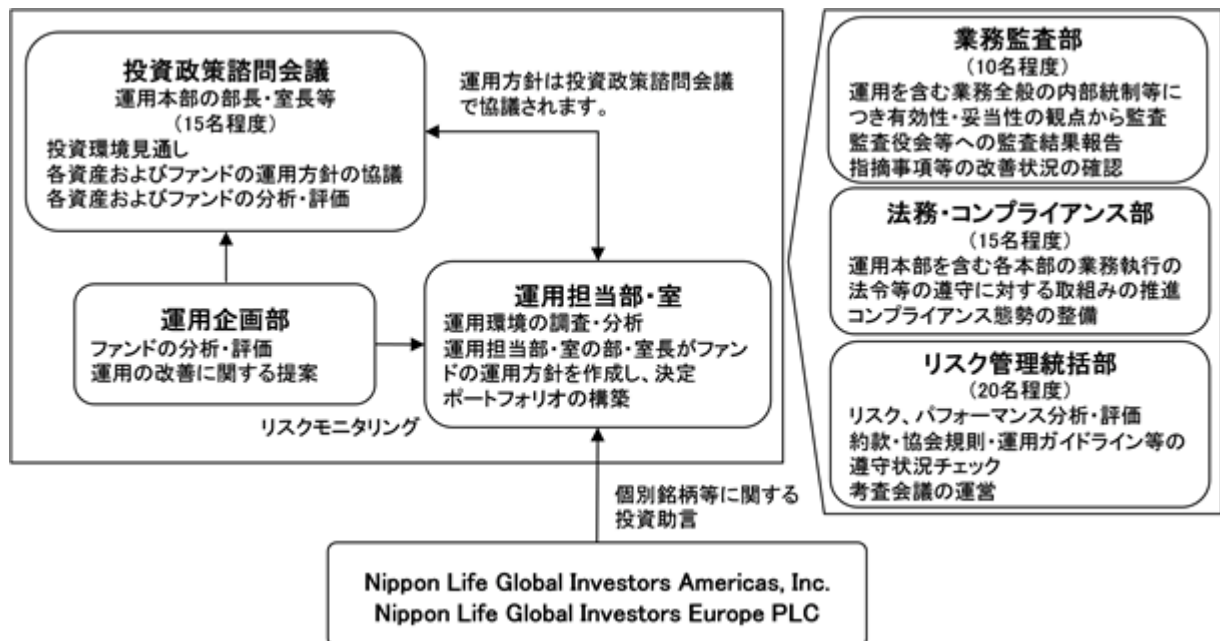 投資政策諮問会議
運用本部の部長・室長等
(15名程度)
投資環境見通し
各資産およびファンドの運用方針の協議
各資産およびファンドの分析・評価
運用方針は投資政策諮問会議
で協議されます。
運用企画部
ファンドの分析・評価
運用の改善に関する提案
リスクモニタリング
運用担当部・室
運用環境の調査・分析
運用担当部・室の部・室長がファン
ドの運用方針を作成し、決定
ポートフォリオの構築
個別銘柄等に関する
投資助言
Nippon Life Global Investors Americas, Inc.
Nippon Life Global Investors Europe PLC
業務監査部
(10名程度)
運用を含む業務全般の内部統制等に
つき有効性・妥当性の観点から監査
監査役会等への監査結果報告
指摘事項等の改善状況の確認
法務・コンプライアンス部
(15名程度)
運用本部を含む各本部の業務執行の
法令等の遵守に対する取組みの推進
コンプライアンス態勢の整備
リスク管理統括部
(20名程度)
リスク、パフォーマンス分析・評価
約款・協会規則・運用ガイドライン等の
遵守状況チェック
考査会議の運営